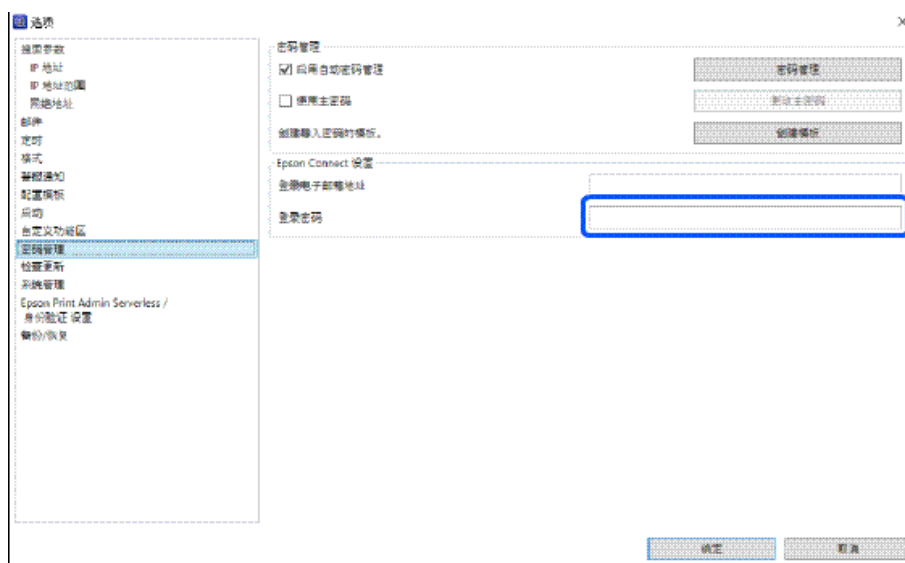 选项
搜索参数
IP 地址
IP 地址范围
网络地址
邮件
定时
格式
警报通知
配置模板
启动
自定义功能区
密码管理
检查更新
系统管理
Epson Print Admin Serverless /
身份验证 设置
备份/恢复
密码管理
启用自动密码管理
密码管理
使用主密码
更改主密码
创建导入密码的模板。
创建模板
Epson Connect 设置
登录电子邮箱地址
登录密码
确定
取消